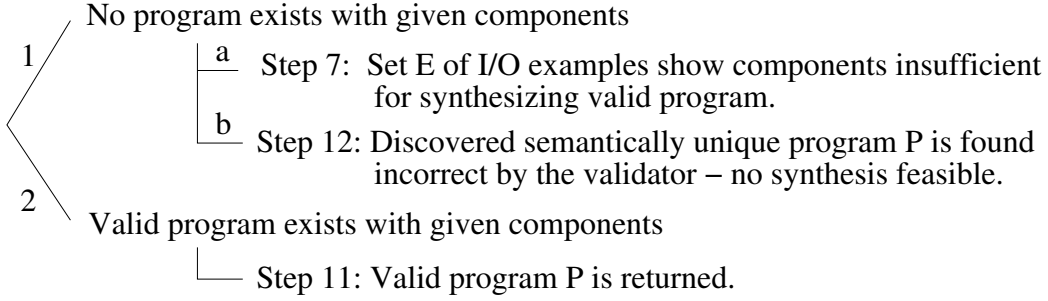 No program exists with given components
1
a
Step 7: Set E of I/O examples show components insufficient
for synthesizing valid program.
b
Step 12: Discovered semantically unique program P is found
incorrect by the validator − no synthesis feasible.
2
Valid program exists with given components
Step 11: Valid program P is returned.